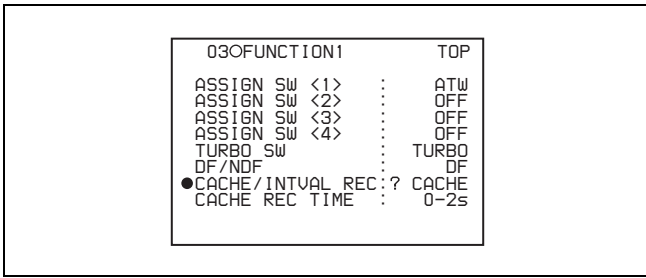 03○FUNCTION1 TOP
ASSIGN SW <1> : ATW
ASSIGN SW <2> : OFF
ASSIGN SW <3> : OFF
ASSIGN SW <4> : OFF
TURBO SW : TURBO
DF/NDF : DF
●CACHE/INTVAL REC:? CACHE
CACHE REC TIME : 0-2s